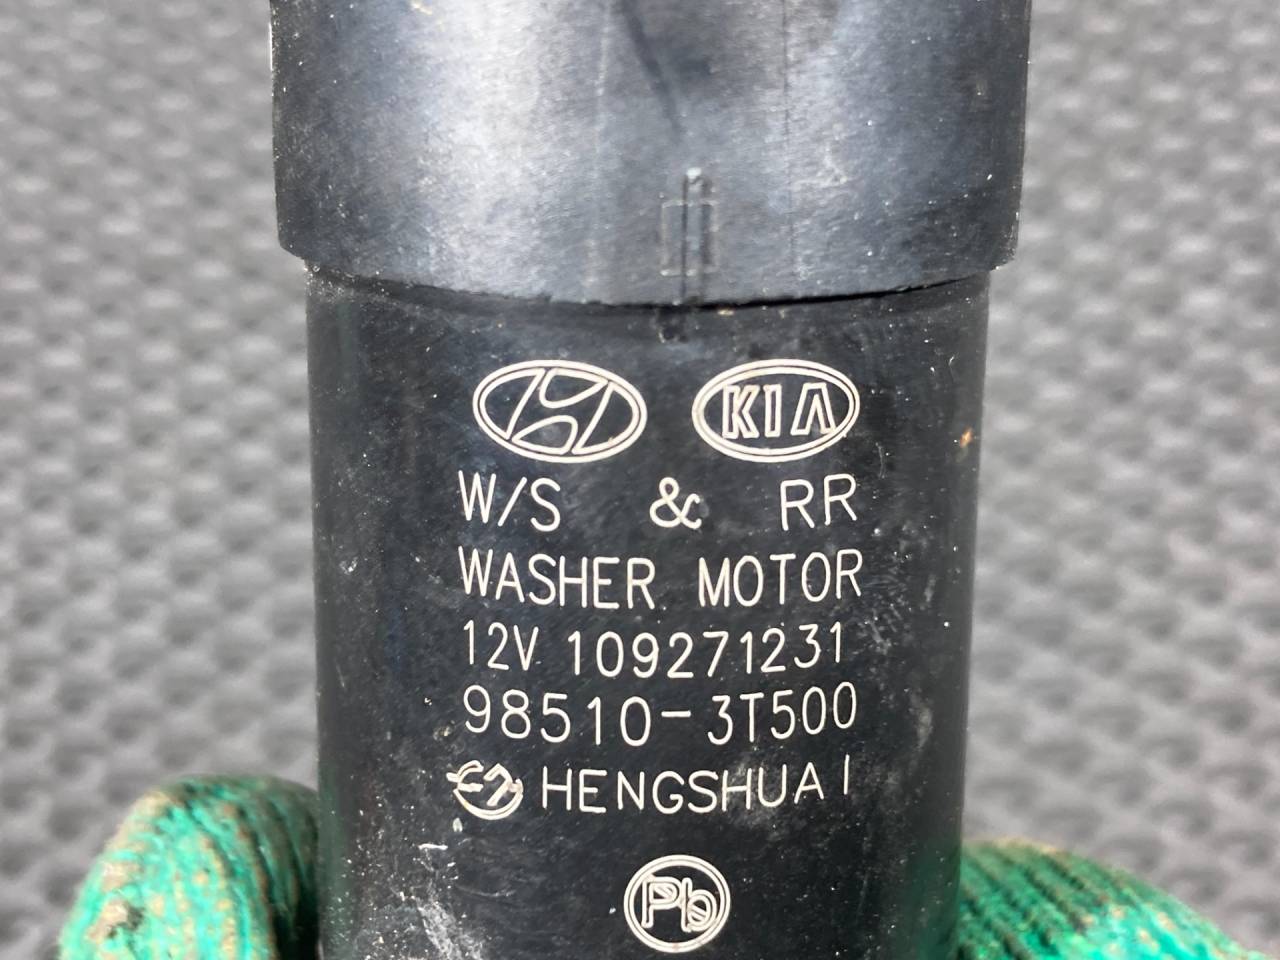 KIA
W/S & RR
WASHER MOTOR
12V 109271231
98510-3T500
HENGSHUAI
Pb